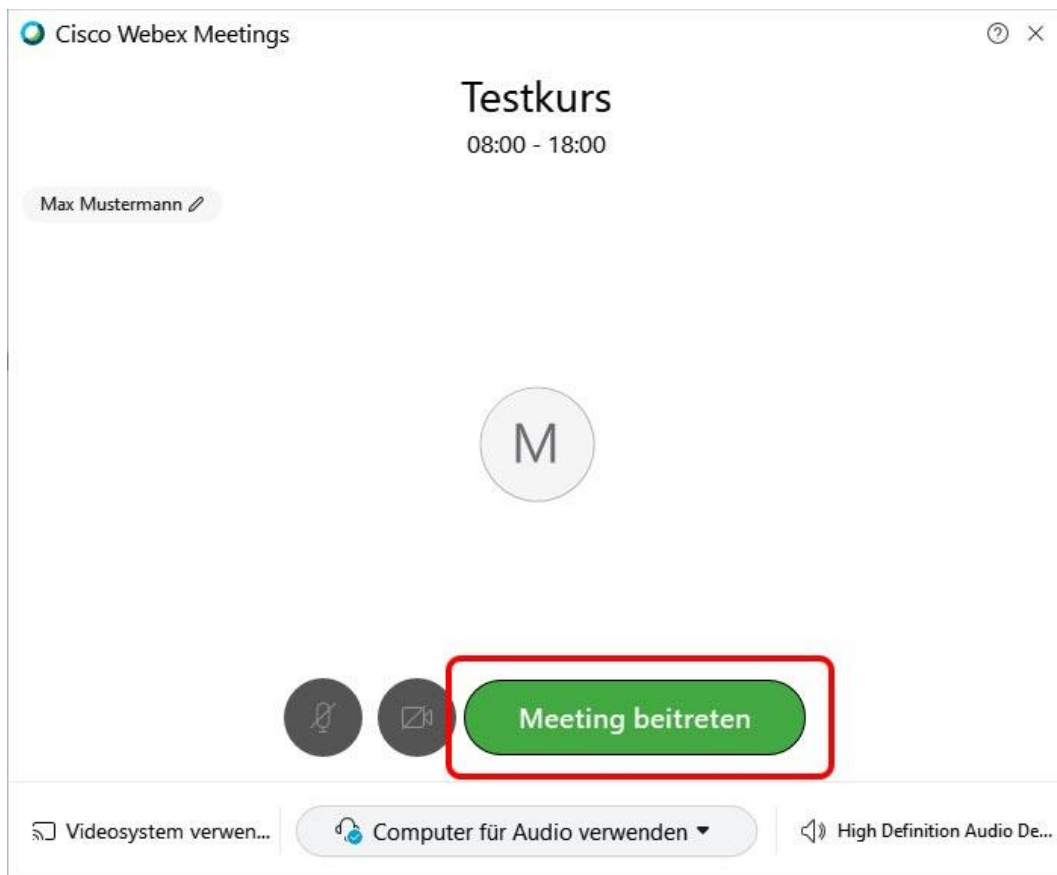 Cisco Webex Meetings
Testkurs
08:00 - 18:00
Max Mustermann
M
Meeting beitreten
Videosystem verwen...
Computer für Audio verwenden
High Definition Audio De...